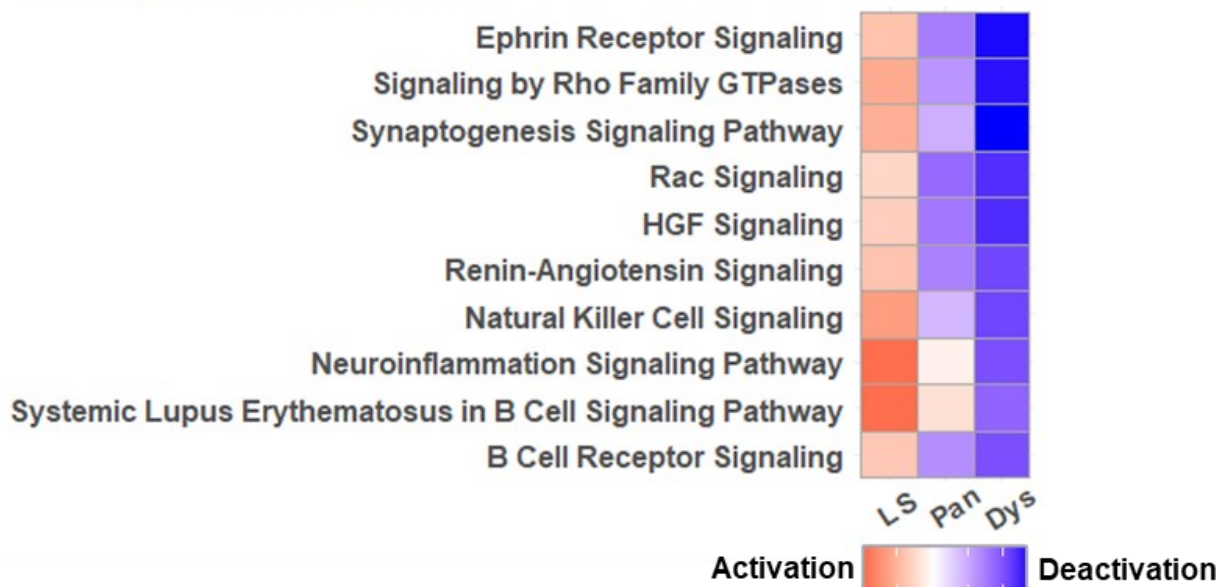 Ephrin Receptor Signaling
Signaling by Rho Family GTPases
Synaptogenesis Signaling Pathway
Rac Signaling
HGF Signaling
Renin-Angiotensin Signaling
Natural Killer Cell Signaling
Neuroinflammation Signaling Pathway
Systemic Lupus Erythematosus in B Cell Signaling Pathway
B Cell Receptor Signaling
LS Pan Dys
Activation Deactivation